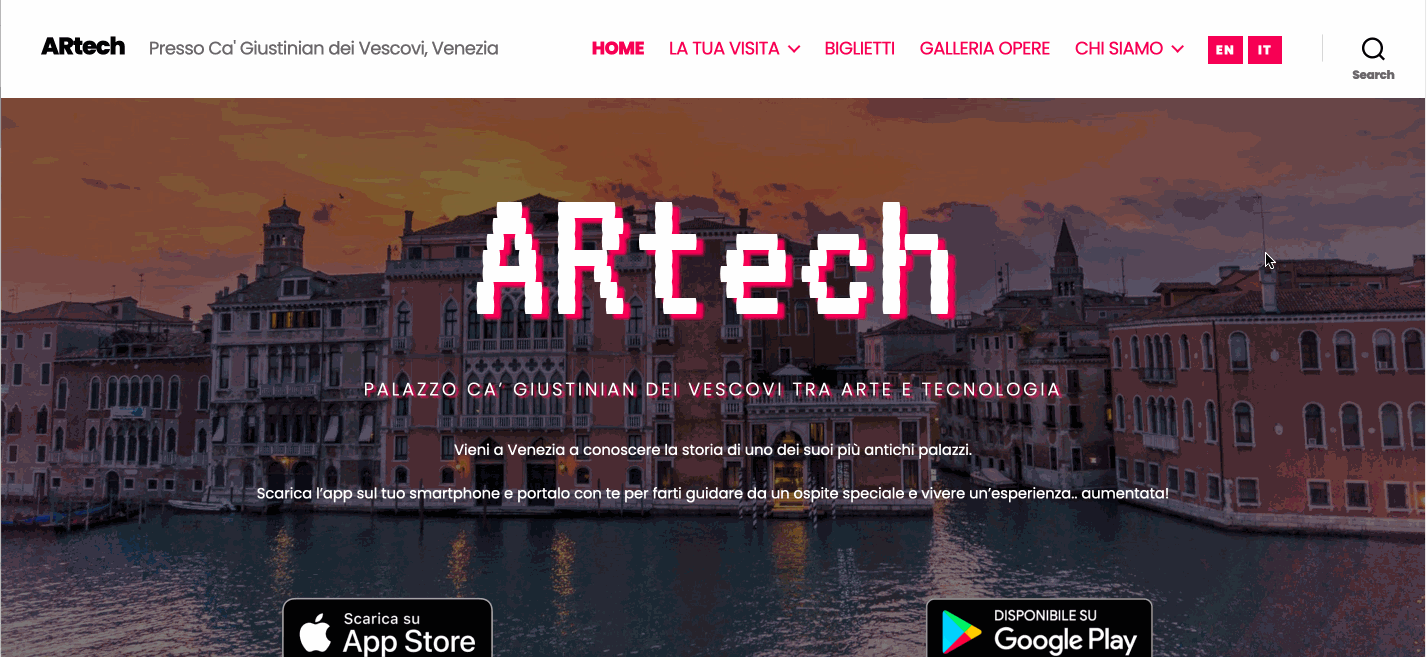 ARtech Presso Ca' Giustinian dei Vescovi, Venezia HOME LA TUA VISITA BIGLIETTI GALLERIA OPERE CHI SIAMO EN IT
Search
ARtech
PALAZZO CA’ GIUSTINIAN DEI VESCOVI TRA ARTE E TECNOLOGIA
Vieni a Venezia a conoscere la storia di uno dei suoi più antichi palazzi.
Scarica l’app sul tuo smartphone e portalo con te per farti guidare da un ospite speciale e vivere un’esperienza.. aumentata!
Scarica su
App Store
DISPONIBILE SU
Google Play